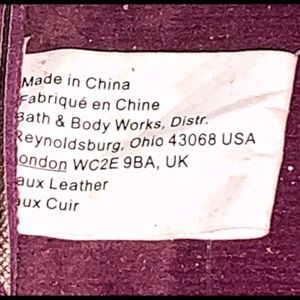 Made in China
Fabriqué en Chine
Bath & Body Works, Distr.
Reynoldsburg, Ohio 43068 USA
London WC2E 9BA, UK
aux Leather
aux Cuir